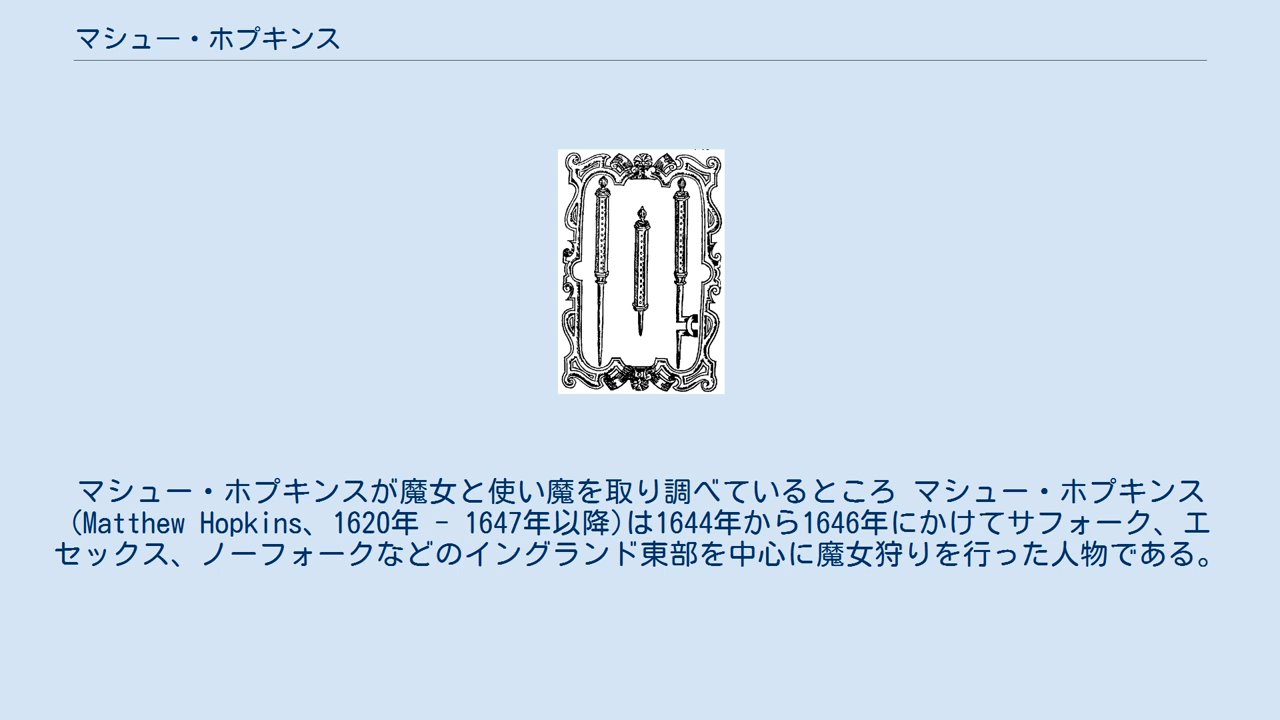 マシュー・ホプキンス
マシュー・ホプキンスが魔女と使い魔を取り調べているところ マシュー・ホプキンス
(Matthew Hopkins、1620年 - 1647年以降)は1644年から1646年にかけてサフォーク、エ
セックス、ノーフォークなどのイングランド東部を中心に魔女狩りを行った人物である。